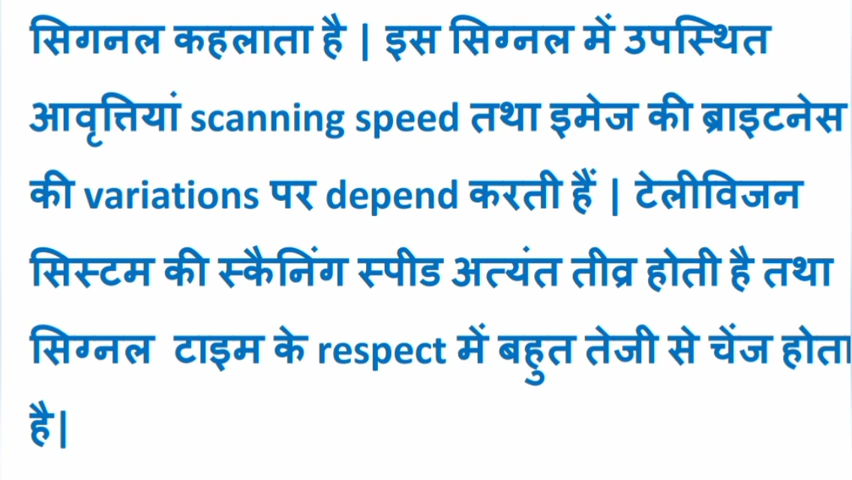 सिगनल कहलाता है | इस सिग्नल में उपस्थित
आवृत्तियां scanning speed तथा इमेज की ब्राइटनेस
की variations पर depend करती हैं | टेलीविजन
सिस्टम की स्कैनिंग स्पीड अत्यंत तीव्र होती है तथा
सिग्नल टाइम के respect में बहुत तेजी से चेंज होता
है|